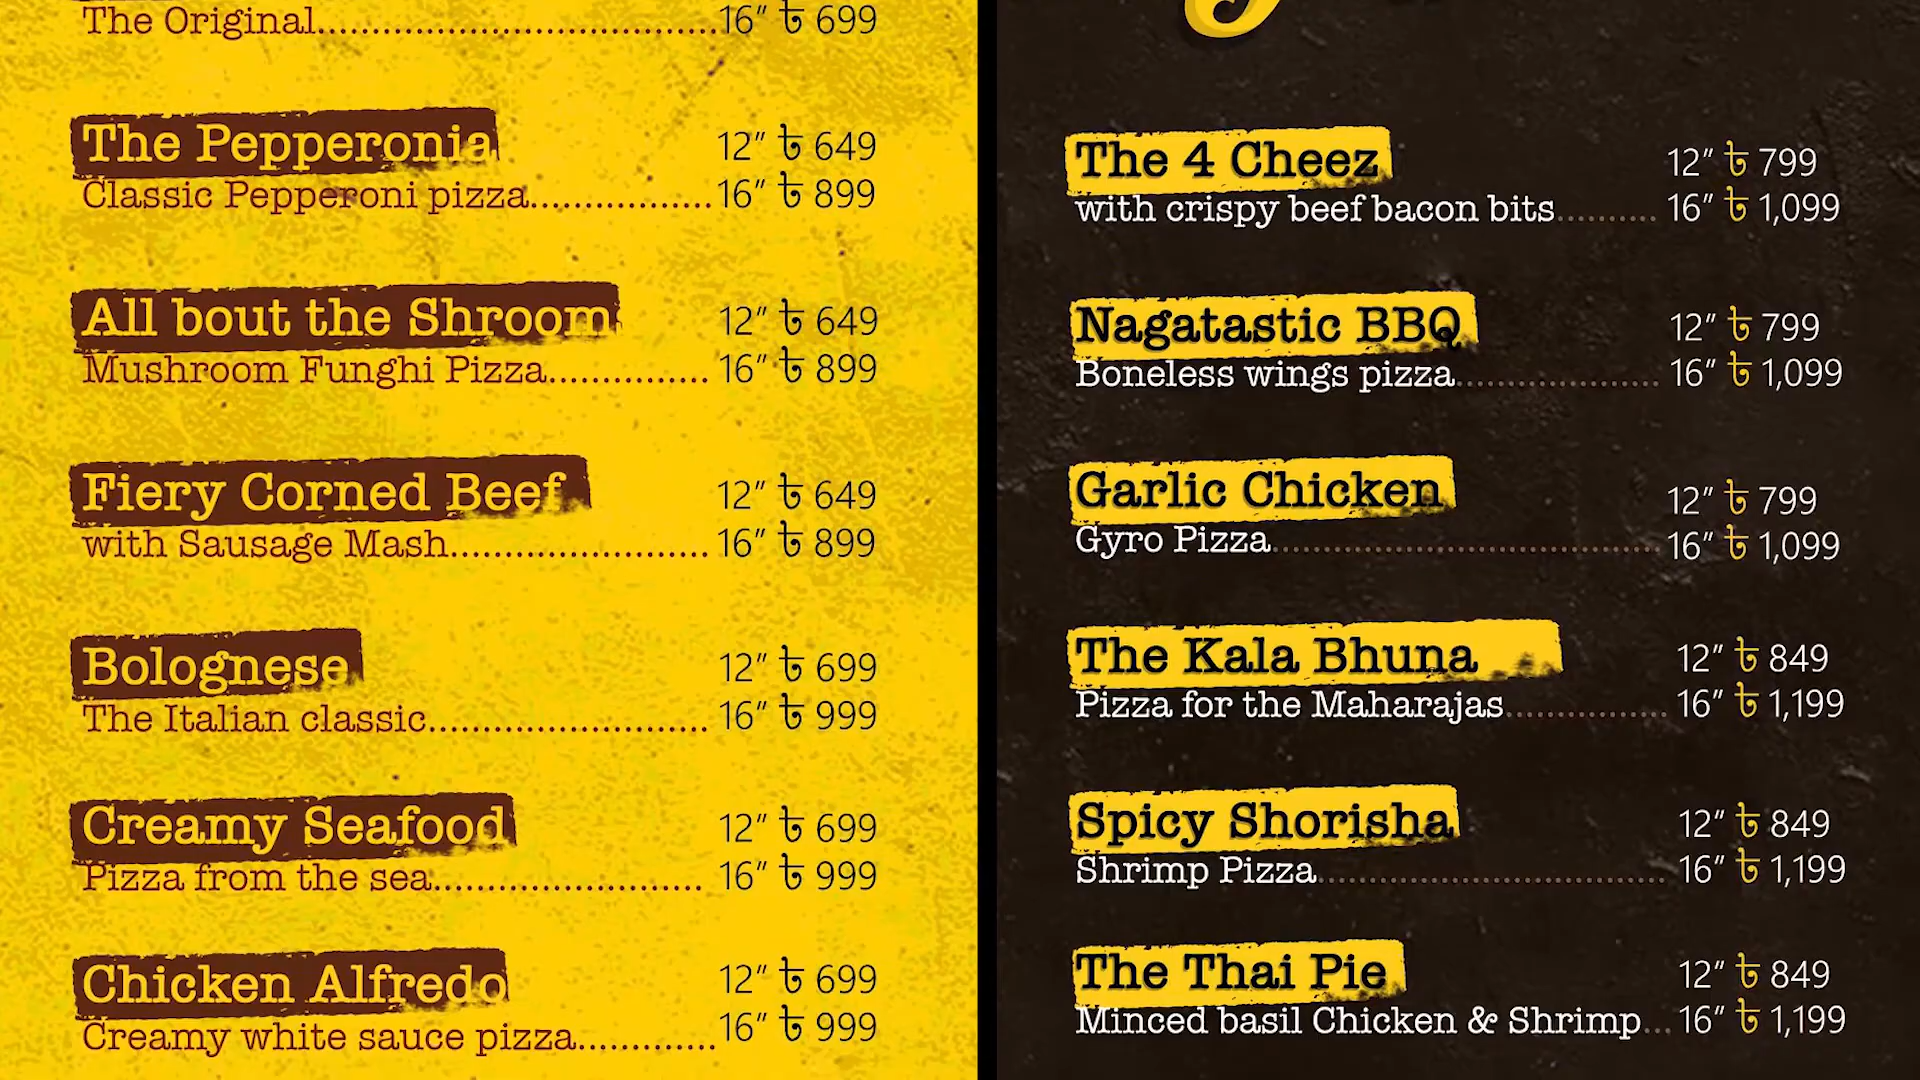 The Original....................................16” ৳ 699
The Pepperonia
12” ৳ 649
Classic Pepperoni pizza................16” ৳ 899
All bout the Shroom
12” ৳ 649
Mushroom Funghi Pizza..............16” ৳ 899
Fiery Corned Beef
12” ৳ 649
with Sausage Mash.......................16” ৳ 899
Bolognese
12” ৳ 699
The Italian classic.........................16” ৳ 999
Creamy Seafood
12” ৳ 699
Pizza from the sea........................16” ৳ 999
Chicken Alfredo
12” ৳ 699
Creamy white sauce pizza............16” ৳ 999
The 4 Cheez
12” ৳ 799
with crispy beef bacon bits..........16” ৳ 1,099
Nagatastic BBQ
12” ৳ 799
Boneless wings pizza....................16” ৳ 1,099
Garlic Chicken
12” ৳ 799
Gyro Pizza.......................................16” ৳ 1,099
The Kala Bhuna
12” ৳ 849
Pizza for the Maharajas................16” ৳ 1,199
Spicy Shorisha
12” ৳ 849
Shrimp Pizza...................................16” ৳ 1,199
The Thai Pie
12” ৳ 849
Minced basil Chicken & Shrimp...16” ৳ 1,199